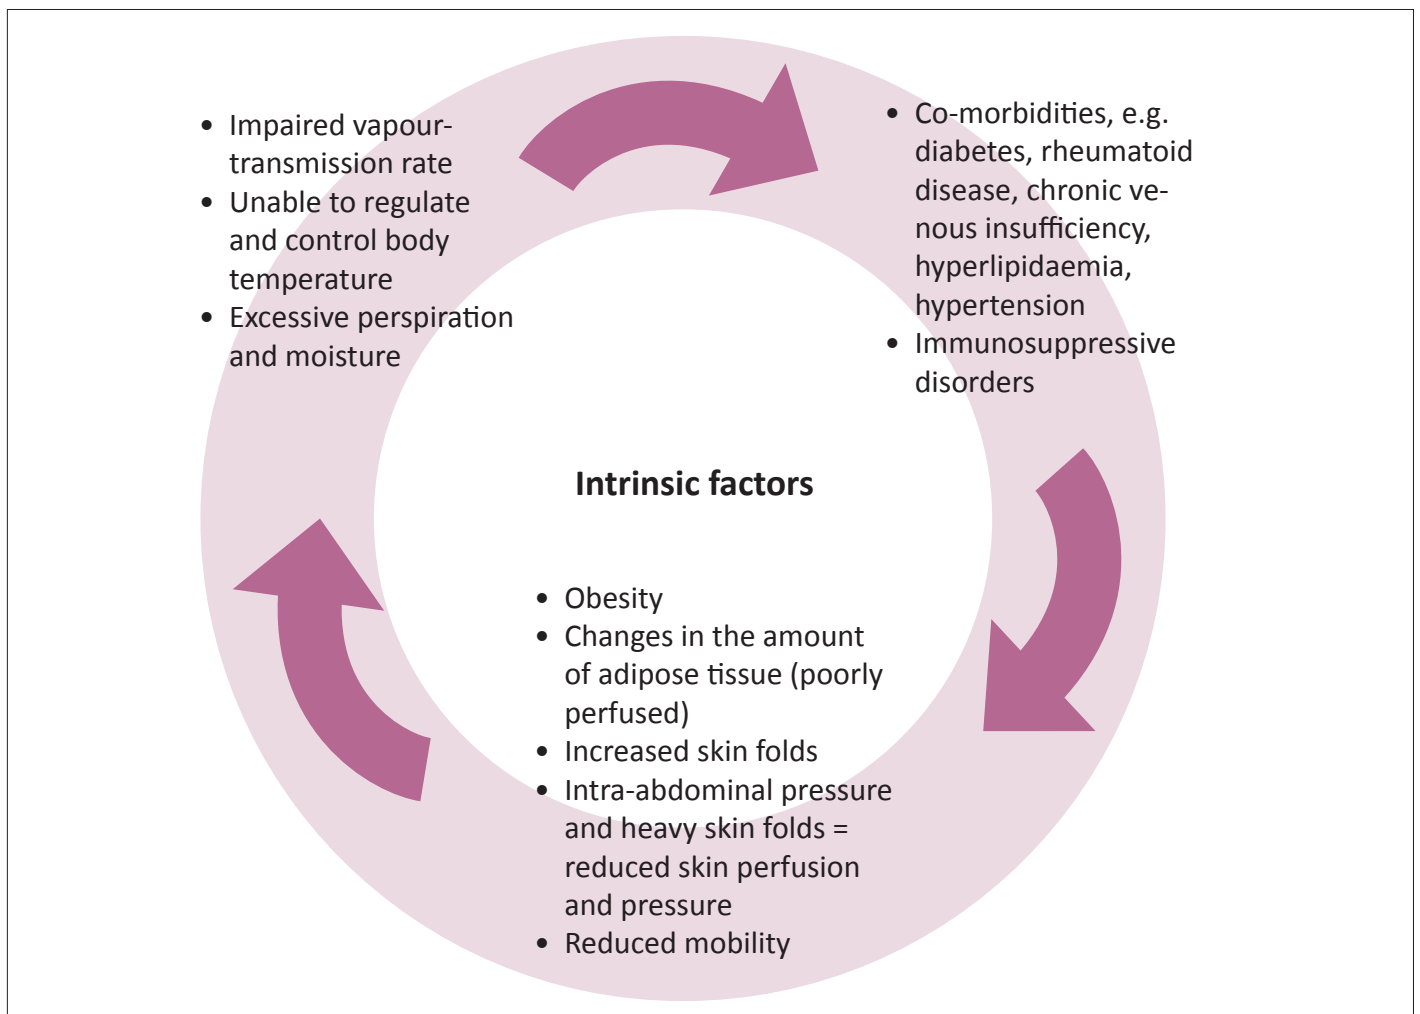 • Impaired vapour-
transmission rate
• Unable to regulate
and control body
temperature
• Excessive perspiration
and moisture
• Co-morbidities, e.g.
diabetes, rheumatoid
disease, chronic ve-
nous insufficiency,
hyperlipidaemia,
hypertension
• Immunosuppressive
disorders
Intrinsic factors
• Obesity
• Changes in the amount
of adipose tissue (poorly
perfused)
• Increased skin folds
• Intra-abdominal pressure
and heavy skin folds =
reduced skin perfusion
and pressure
• Reduced mobility